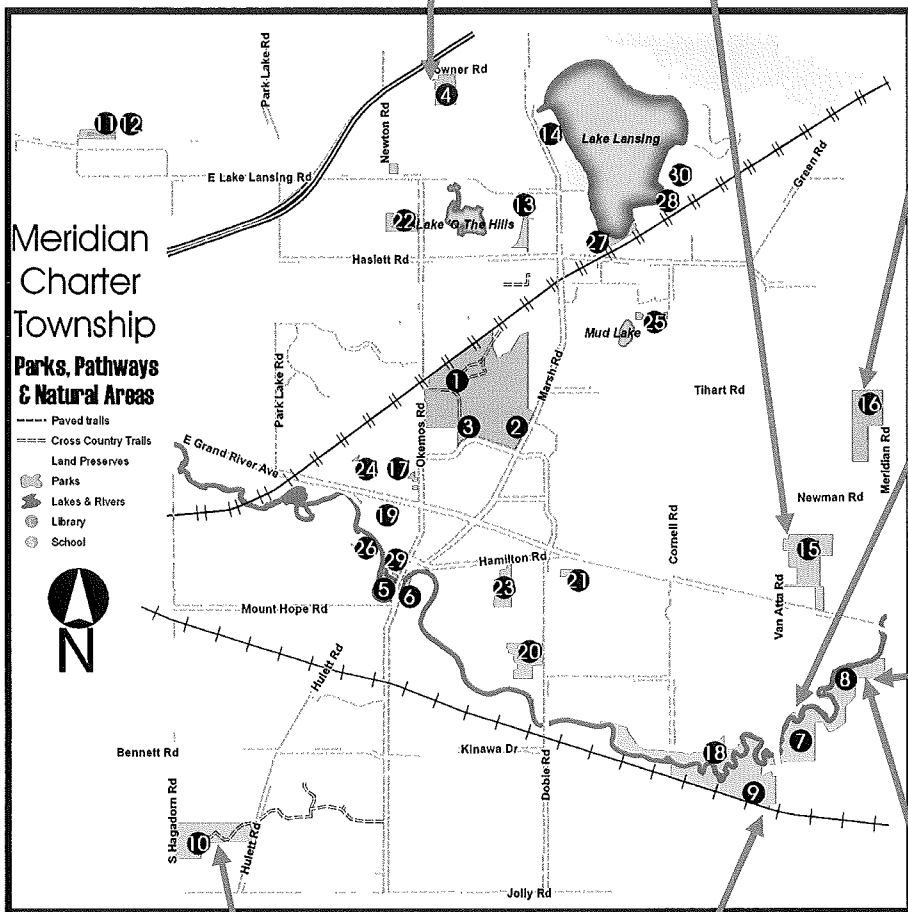 Meridian
Charter
Township
Parks, Pathways
& Natural Areas
Paved trails
Cross Country Trails
Land Preserves
Parks
Lakes & Rivers
Library
School
N
Park Lake Rd
owner Rd
4
11 12
Newton Rd
14
Lake Lansing
30
28
Green Rd
E Lake Lansing Rd
22
Lake 'O The Hills
13
27
Haslett Rd
Mud Lake
25
Park Lake Rd
1
Marsh Rd
Tihart Rd
16
Okemos Rd
3
2
Meridian Rd
E Grand River Ave
24
17
Newman Rd
19
Cornell Rd
26
29
Hamilton Rd
15
5
6
23
21
Van Atta Rd
Mount Hope Rd
Hulett Rd
20
8
Bennett Rd
Kinawa Dr
18
7
Doble Rd
9
S Hagadorn Rd
10
Hulett Rd
Jolly Rd